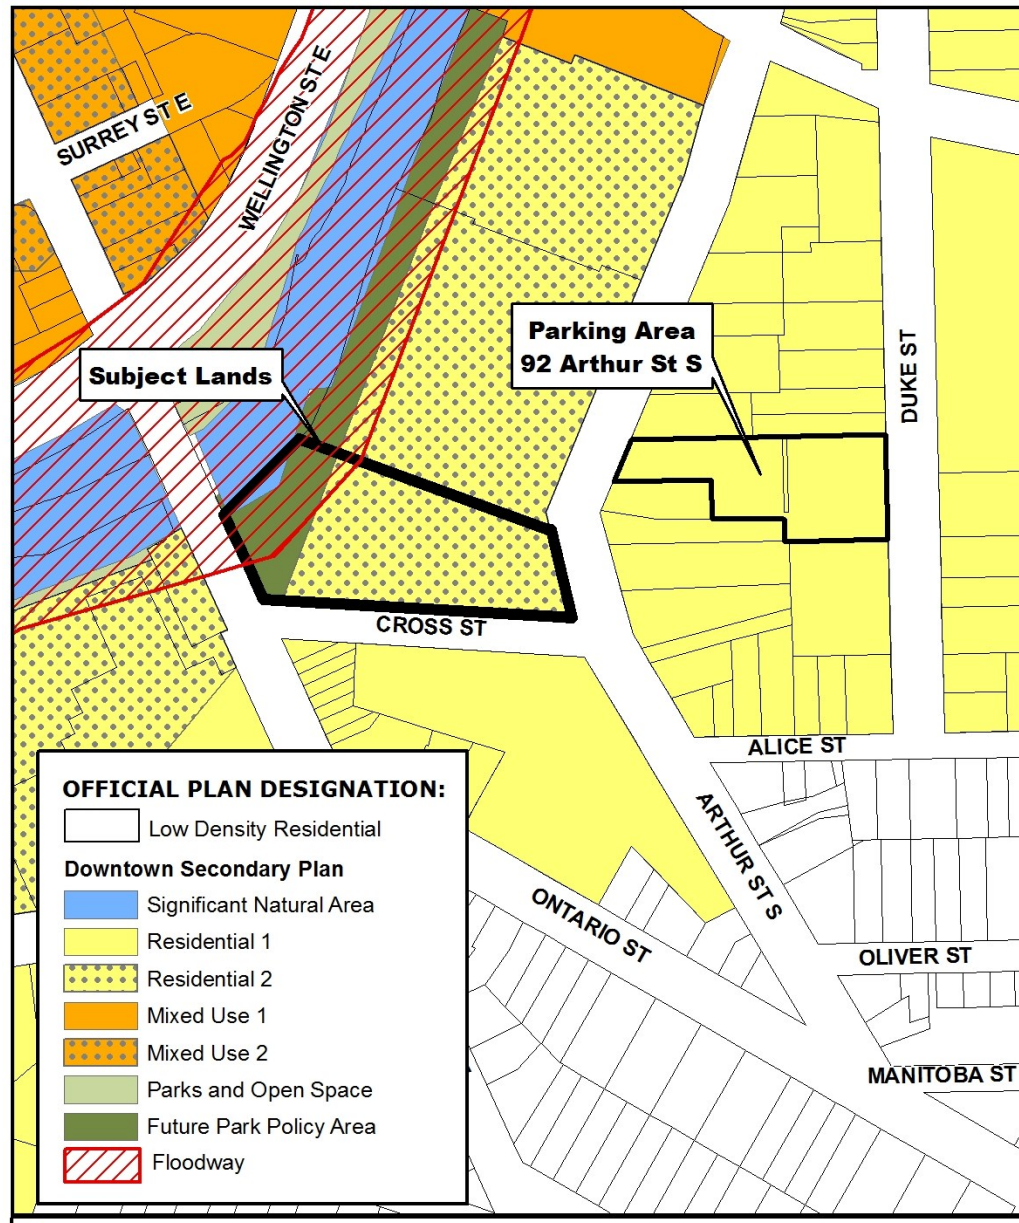 SURREY ST E
WELLINGTON ST E
Parking Area
92 Arthur St S
Subject Lands
DUKE ST
CROSS ST
ALICE ST
ARTHUR ST S
ONTARIO ST
OLIVER ST
MANITOBA ST
OFFICIAL PLAN DESIGNATION:
Low Density Residential
Downtown Secondary Plan
Significant Natural Area
Residential 1
Residential 2
Mixed Use 1
Mixed Use 2
Parks and Open Space
Future Park Policy Area
Floodway